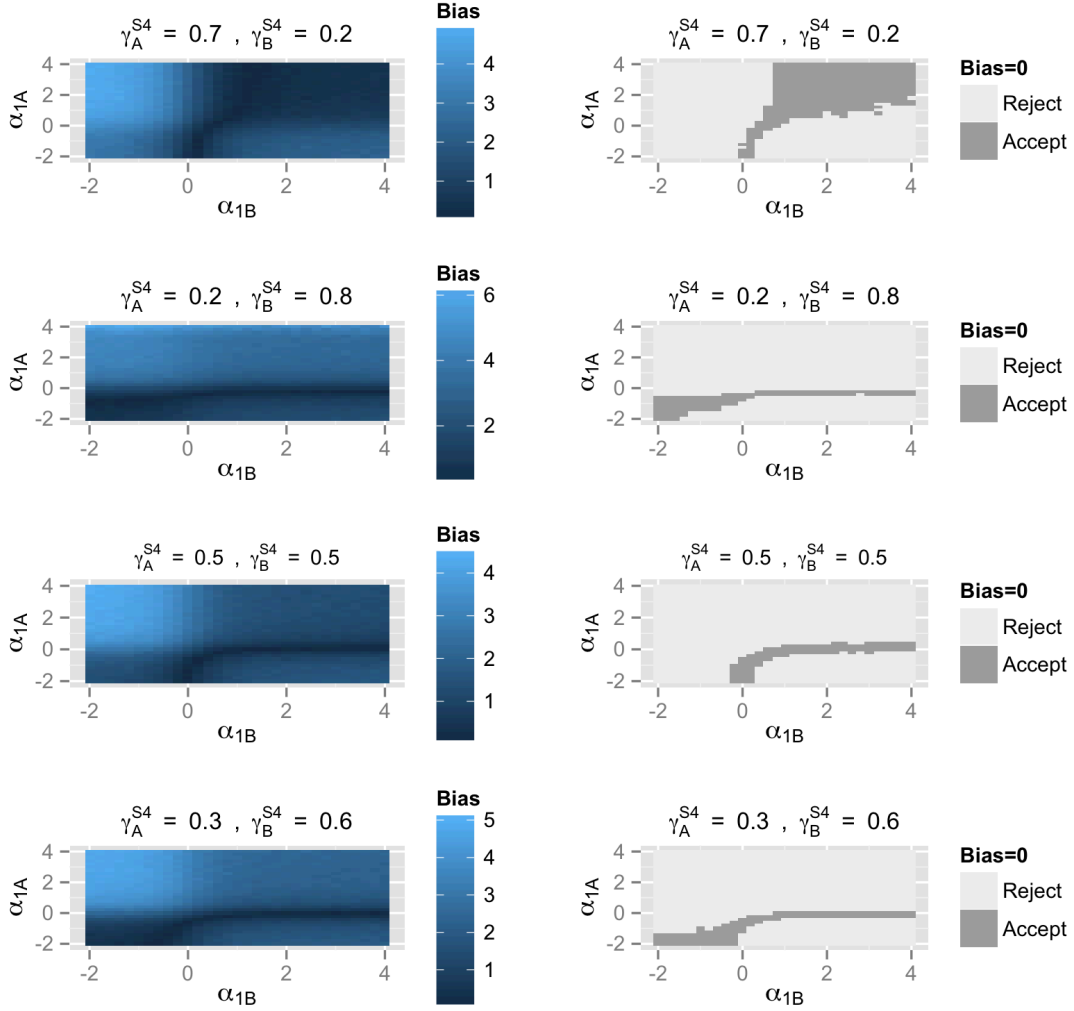 γ_A^S4 = 0.7 , γ_B^S4 = 0.2
α1A
4
2
0
-2
-2 0 2 4
α1B
Bias
4
3
2
1
γ_A^S4 = 0.7 , γ_B^S4 = 0.2
α1A
4
2
0
-2
-2 0 2 4
α1B
Bias=0
Reject
Accept
γ_A^S4 = 0.2 , γ_B^S4 = 0.8
α1A
4
2
0
-2
-2 0 2 4
α1B
Bias
6
4
2
γ_A^S4 = 0.2 , γ_B^S4 = 0.8
α1A
4
2
0
-2
-2 0 2 4
α1B
Bias=0
Reject
Accept
γ_A^S4 = 0.5 , γ_B^S4 = 0.5
α1A
4
2
0
-2
-2 0 2 4
α1B
Bias
4
3
2
1
γ_A^S4 = 0.5 , γ_B^S4 = 0.5
α1A
4
2
0
-2
-2 0 2 4
α1B
Bias=0
Reject
Accept
γ_A^S4 = 0.3 , γ_B^S4 = 0.6
α1A
4
2
0
-2
-2 0 2 4
α1B
Bias
5
4
3
2
1
γ_A^S4 = 0.3 , γ_B^S4 = 0.6
α1A
4
2
0
-2
-2 0 2 4
α1B
Bias=0
Reject
Accept